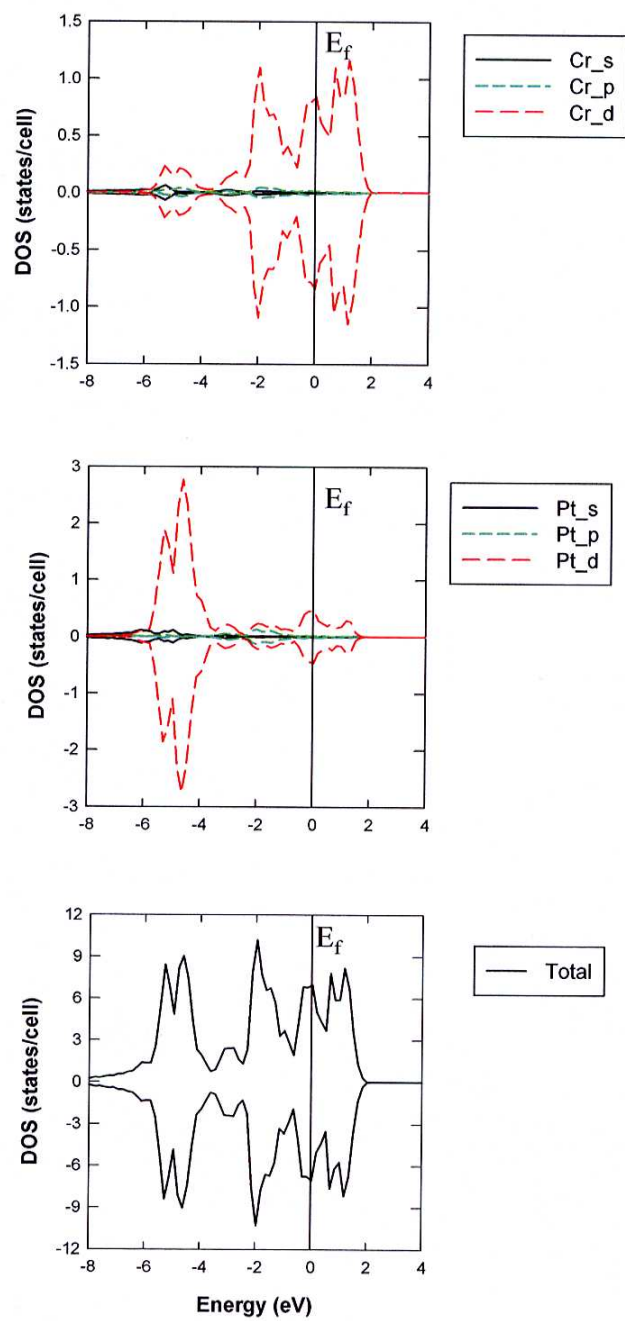 1.5
E_f
Cr_s
1.0
Cr_p
Cr_d
0.5
0.0
DOS (states/cell)
-0.5
-1.0
-1.5
-8 -6 -4 -2 0 2 4
3
E_f
Pt_s
2
Pt_p
Pt_d
1
0
DOS (states/cell)
-1
-2
-3
-8 -6 -4 -2 0 2 4
12
E_f
9
Total
6
3
0
DOS (states/cell)
-3
-6
-9
-12
-8 -6 -4 -2 0 2 4
Energy (eV)